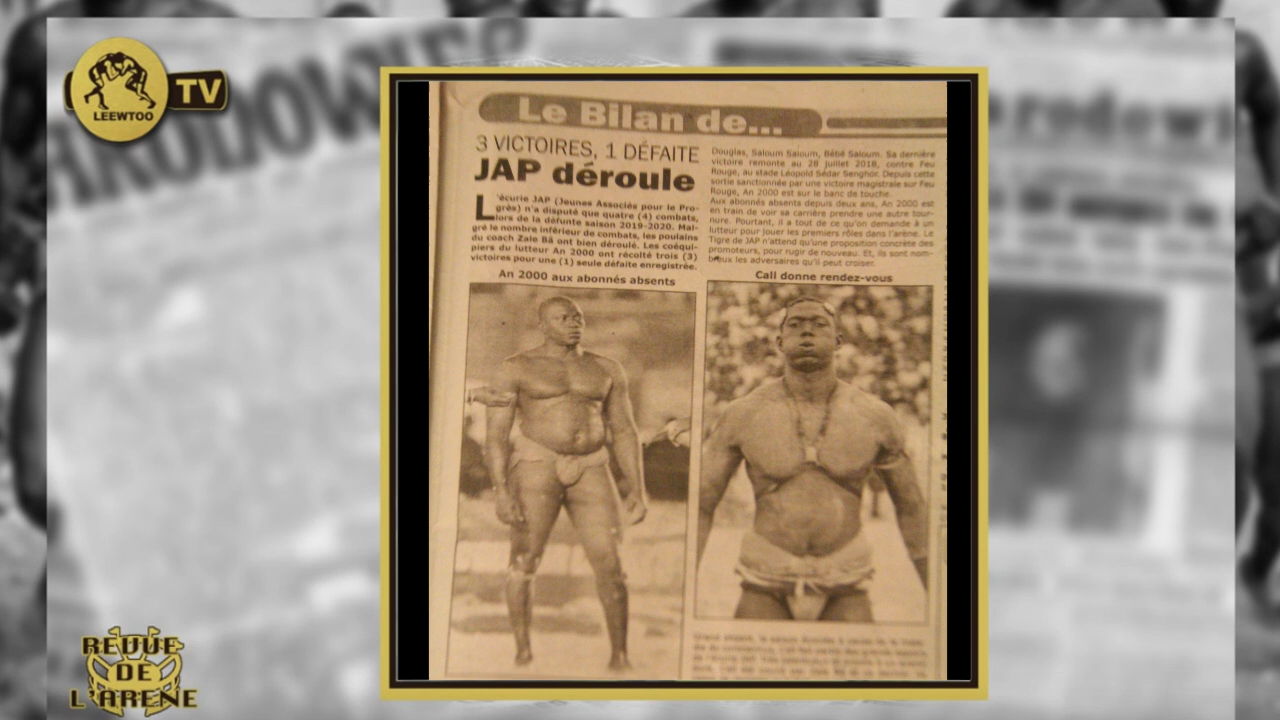 LEEWTOO
TV
Le Bilan de...
3 VICTOIRES, 1 DÉFAITE
JAP déroule
L'écurie JAP (Jeunes Associés pour le Pro-
grès) n'a disputé que quatre (4) combats,
lors de la défunte saison 2019-2020. Mal-
gré le nombre inférieur de combats, les poulains
du coach Zale Bâ ont bien déroulé. Les coéqui-
piers du lutteur An 2000 ont récolté trois (3)
victoires pour une (1) seule défaite enregistrée.
An 2000 aux abonnés absents
Douglas, Saloum Saloum, Bébé Saloum. Sa dernière
victoire remonte au 28 juillet 2018, contre Feu
Rouge, au stade Léopold Sédar Senghor. Depuis cette
sortie sanctionnée par une victoire magistrale sur Feu
Rouge, An 2000 est sur le banc de touche.
Aux abonnés absents depuis deux ans, An 2000 est
en train de voir sa carrière prendre une autre tour-
nure. Pourtant, il a tout de ce qu'on demande à un
lutteur pour jouer les premiers rôles dans l'arène. Le
Tigre de JAP n'attend qu'une proposition concrète des
promoteurs, pour rugir de nouveau. Et, ils sont nom-
breux les adversaires qu'il peut croiser.
Call donne rendez-vous
REVUE
DE
L'ARENE